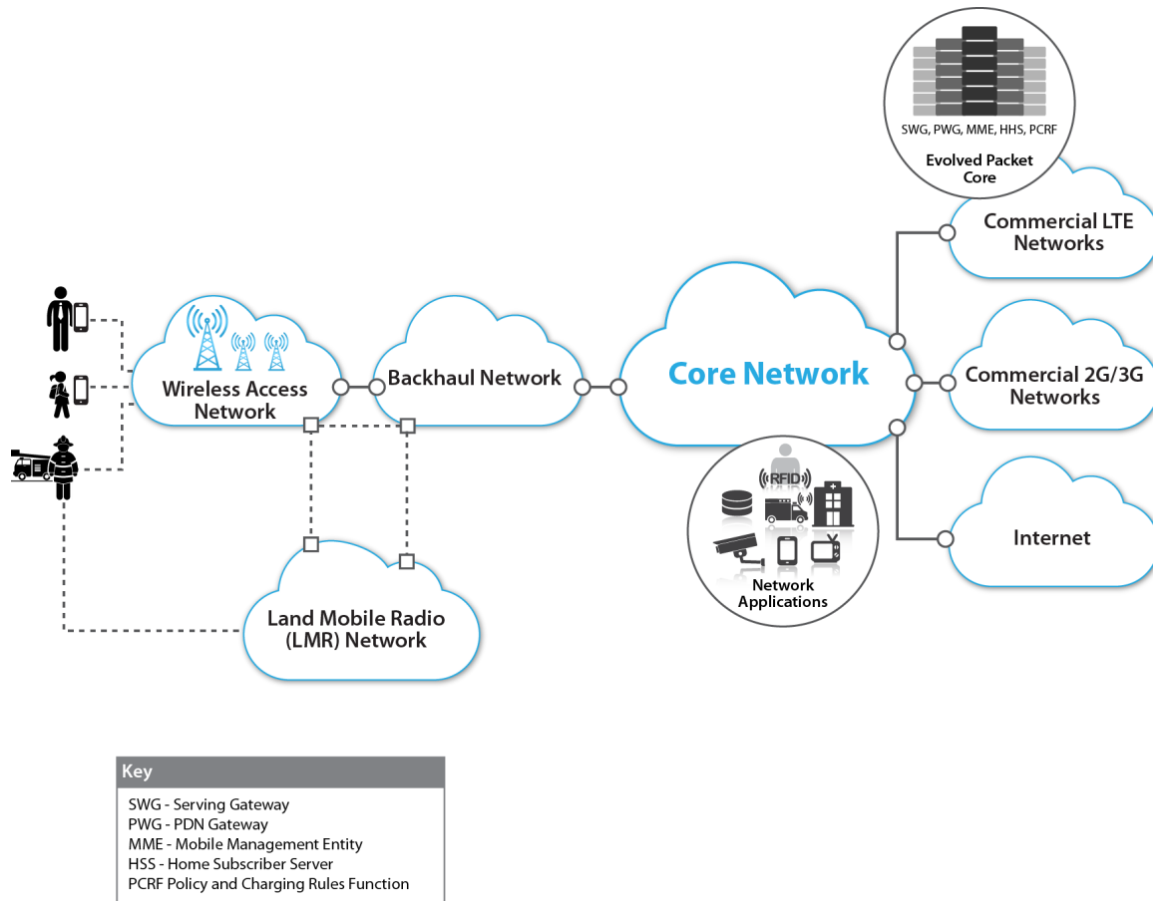 SWG, PWG, MME, HHS, PCRF
Evolved Packet
Core
Commercial LTE
Networks
Wireless Access
Network
Backhaul Network
Core Network
Commercial 2G/3G
Networks
RFID
Network
Applications
Internet
Land Mobile Radio
(LMR) Network
Key
SWG - Serving Gateway
PWG - PDN Gateway
MME - Mobile Management Entity
HSS - Home Subscriber Server
PCRF Policy and Charging Rules Function